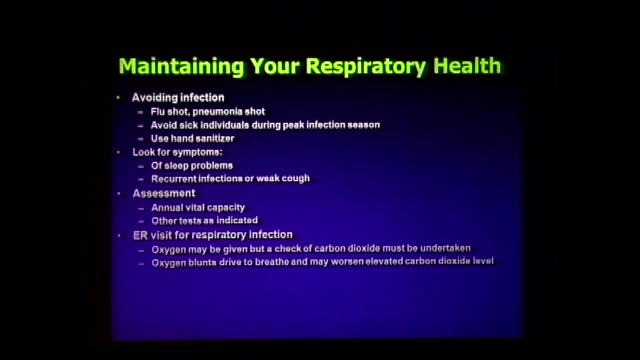 Maintaining Your Respiratory Health
• Avoiding infection
– Flu shot, pneumonia shot
– Avoid sick individuals during peak infection season
– Use hand sanitizer
• Look for symptoms:
– Of sleep problems
– Recurrent infections or weak cough
• Assessment
– Annual vital capacity
– Other tests as indicated
• ER visit for respiratory infection
– Oxygen may be given but a check of carbon dioxide must be undertaken
– Oxygen blunts drive to breathe and may worsen elevated carbon dioxide level